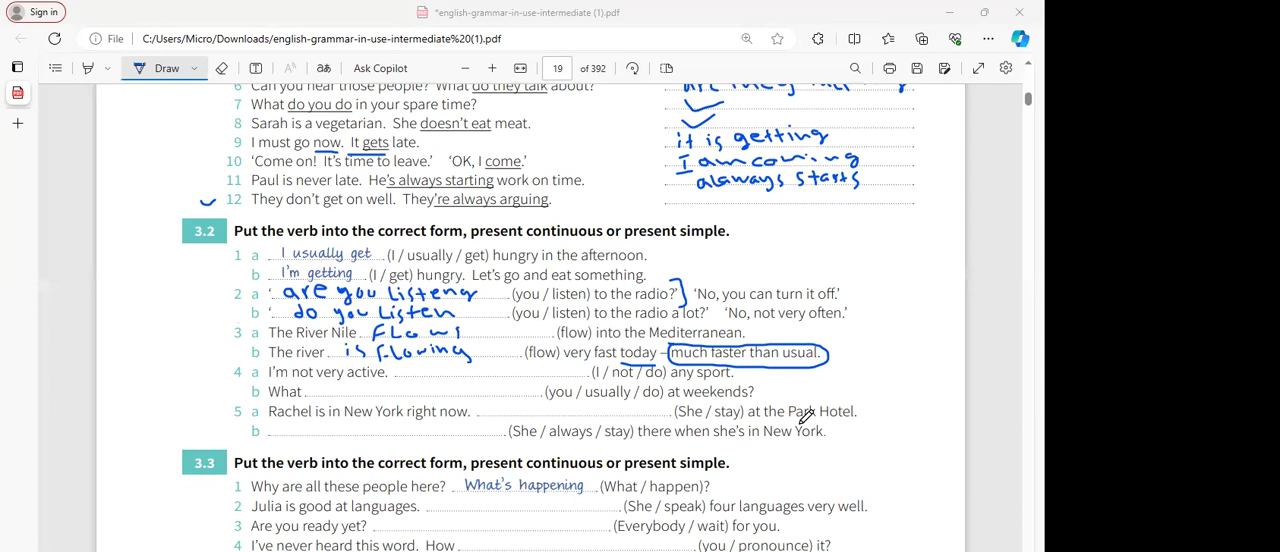 Sign in
*english-grammar-in-use-intermediate (1).pdf
File C:/Users/Micro/Downloads/english-grammar-in-use-intermediate%20(1).pdf
Draw Ask Copilot 19 of 392
6 Can you hear those people? What do they talk about?
7 What do you do in your spare time?
8 Sarah is a vegetarian. She doesn't eat meat.
9 I must go now. It gets late. it is getting
10 'Come on! It's time to leave.' 'OK, I come.' I am coming
11 Paul is never late. He's always starting work on time. always starts
12 They don't get on well. They're always arguing.
3.2 Put the verb into the correct form, present continuous or present simple.
1 a I usually get (I / usually / get) hungry in the afternoon.
b I'm getting (I / get) hungry. Let's go and eat something.
2 a ' are you listeng (you / listen) to the radio?' 'No, you can turn it off.'
b ' do you listen (you / listen) to the radio a lot?' 'No, not very often.'
3 a The River Nile flows (flow) into the Mediterranean.
b The river is flowing (flow) very fast today – much faster than usual.
4 a I'm not very active. (I / not / do) any sport.
b What (you / usually / do) at weekends?
5 a Rachel is in New York right now. (She / stay) at the Park Hotel.
b (She / always / stay) there when she's in New York.
3.3 Put the verb into the correct form, present continuous or present simple.
1 Why are all these people here? What's happening (What / happen)?
2 Julia is good at languages. (She / speak) four languages very well.
3 Are you ready yet? (Everybody / wait) for you.
4 I've never heard this word. How (you / pronounce) it?